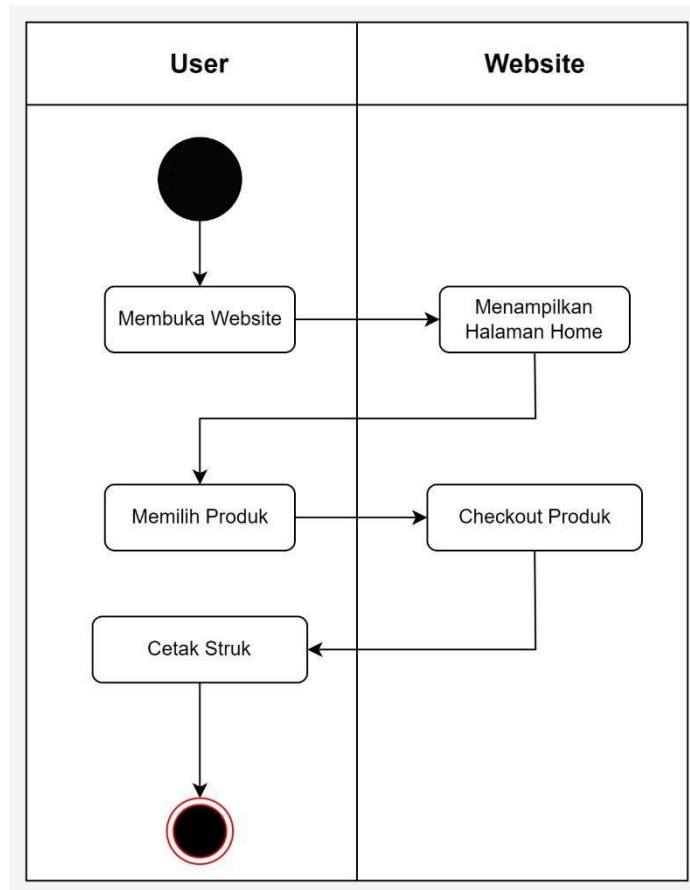 User
Website
Membuka Website
Menampilkan
Halaman Home
Memilih Produk
Checkout Produk
Cetak Struk